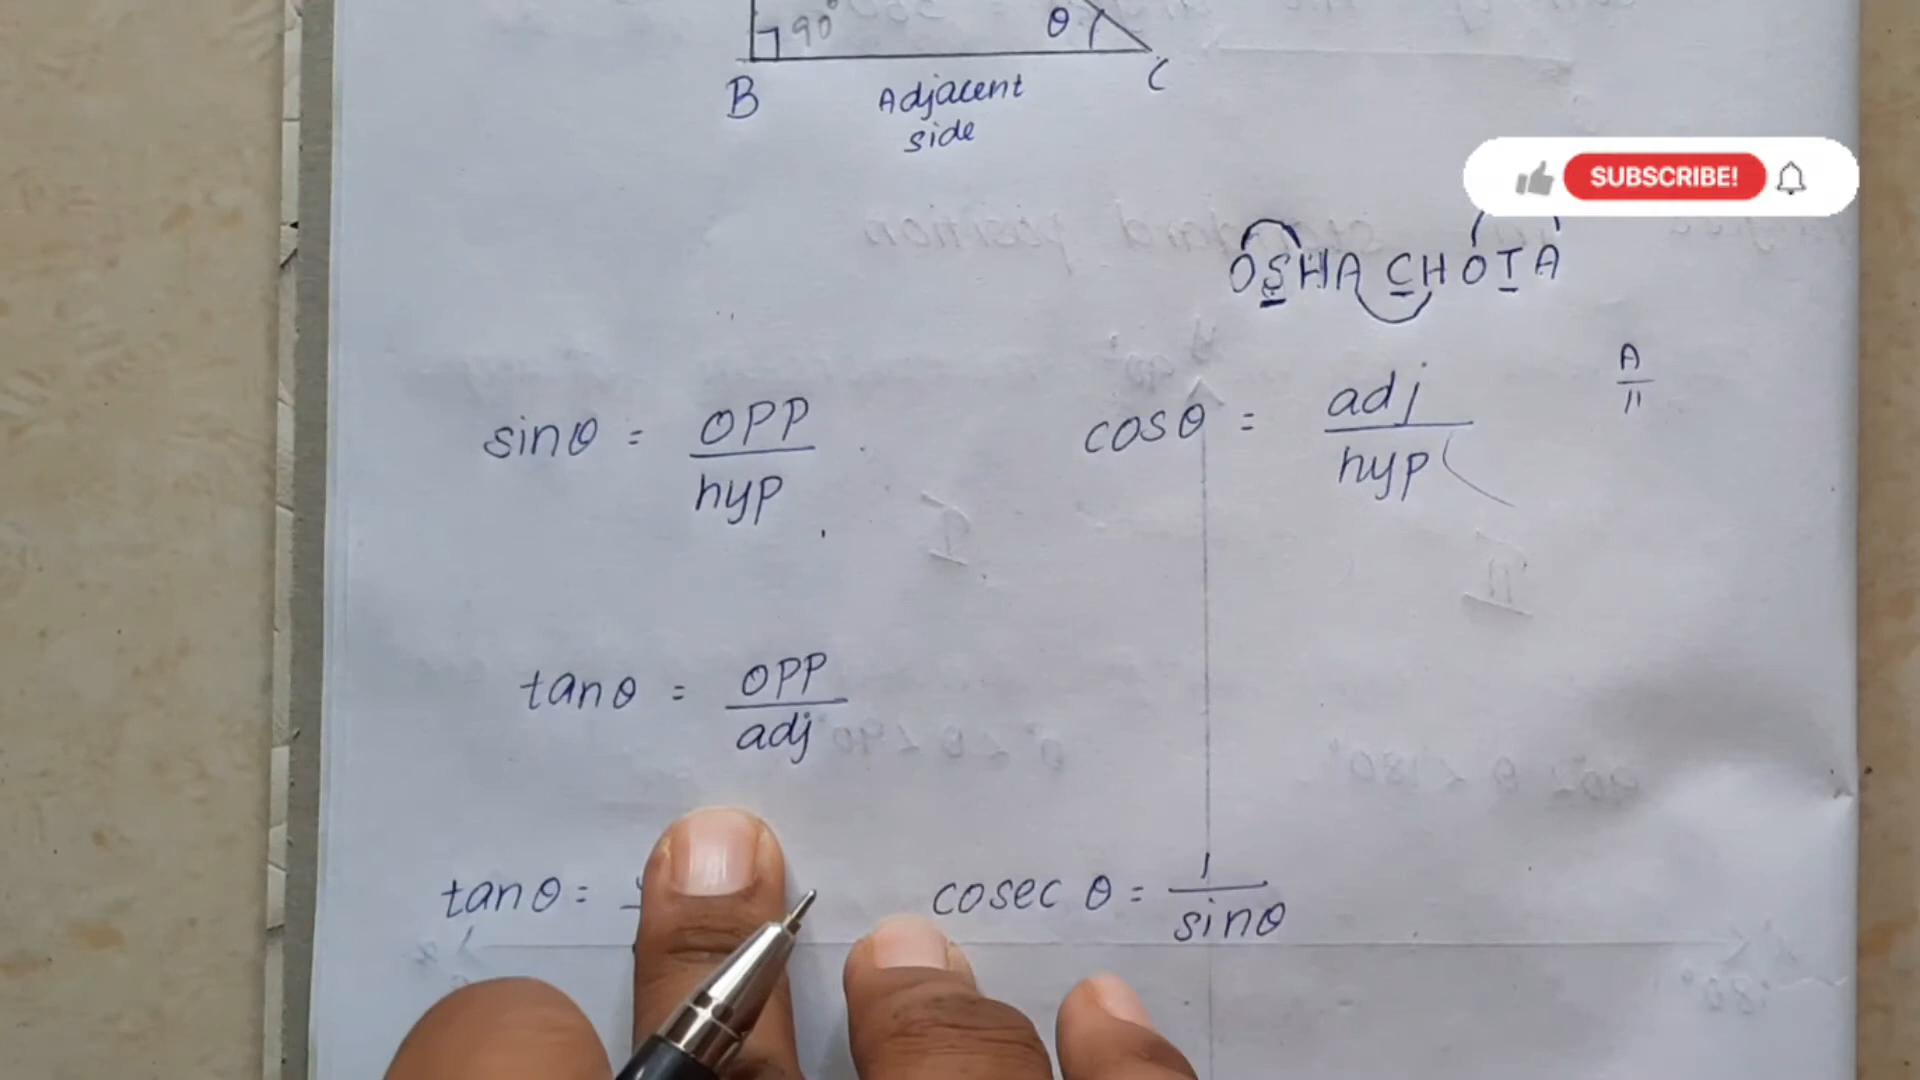 90° θ
B Adjacent C
side
SUBSCRIBE!
OSHA CHOTA
sinθ = OPP / hyp
cosθ = adj / hyp
A
tanθ = OPP / adj
tanθ =
cosec θ = 1 / sinθ